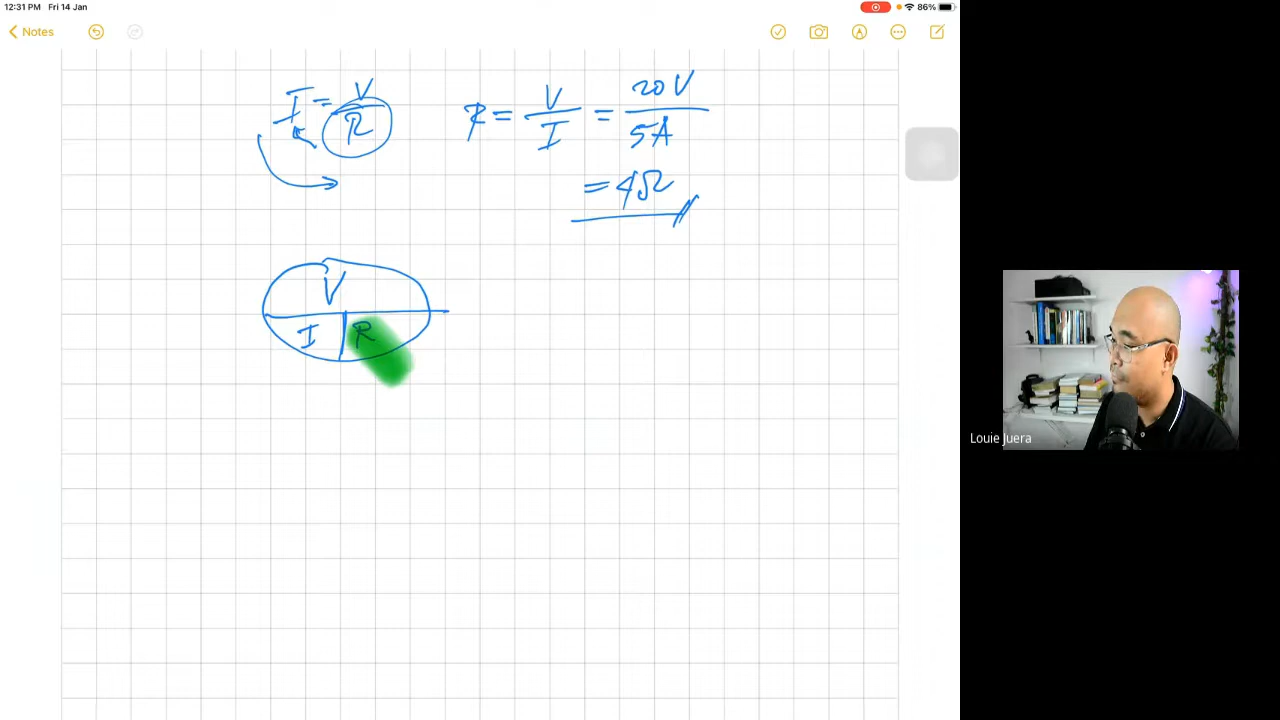 12:31 PM Fri 14 Jan
86%
Notes
I = V/R
R = V/I = 20V/5A
= 4Ω
V
I R
Louie Juera